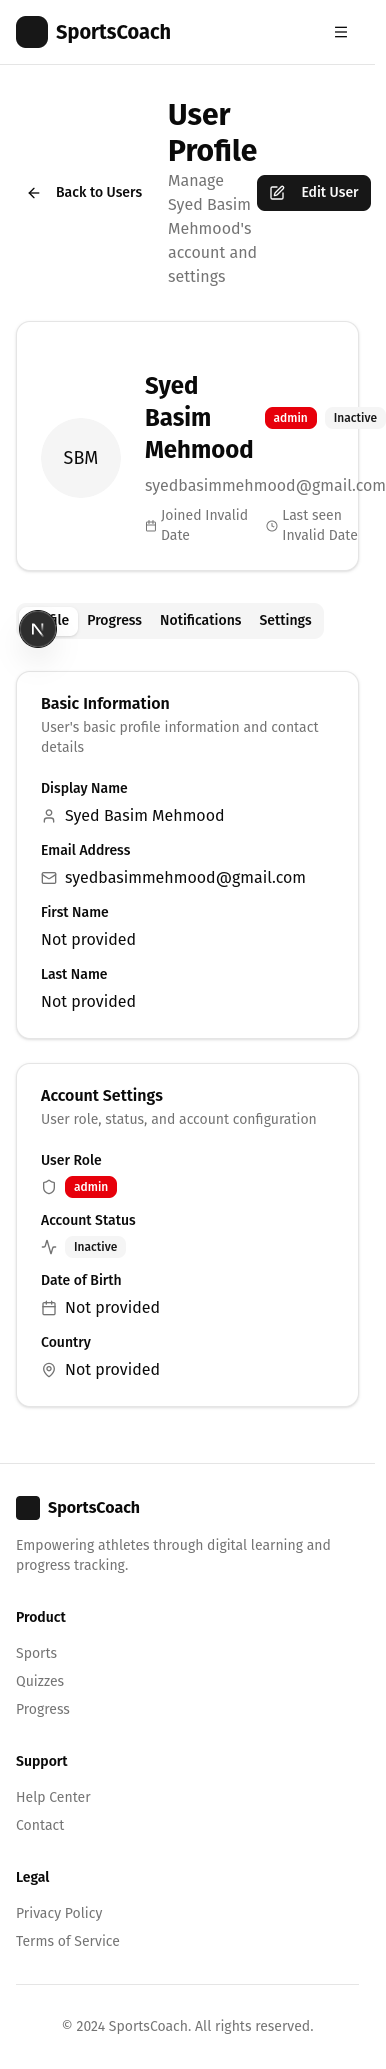 SportsCoach
Back to Users
User
Profile
Manage
Syed Basim
Mehmood's
account and
settings
Edit User
SBM
Syed
Basim
Mehmood
admin
Inactive
syedbasimmehmood@gmail.com
Joined Invalid
Date
Last seen
Invalid Date
N
Progress
Notifications
Settings
Basic Information
User's basic profile information and contact
details
Display Name
Syed Basim Mehmood
Email Address
syedbasimmehmood@gmail.com
First Name
Not provided
Last Name
Not provided
Account Settings
User role, status, and account configuration
User Role
admin
Account Status
Inactive
Date of Birth
Not provided
Country
Not provided
SportsCoach
Empowering athletes through digital learning and
progress tracking.
Product
Sports
Quizzes
Progress
Support
Help Center
Contact
Legal
Privacy Policy
Terms of Service
© 2024 SportsCoach. All rights reserved.